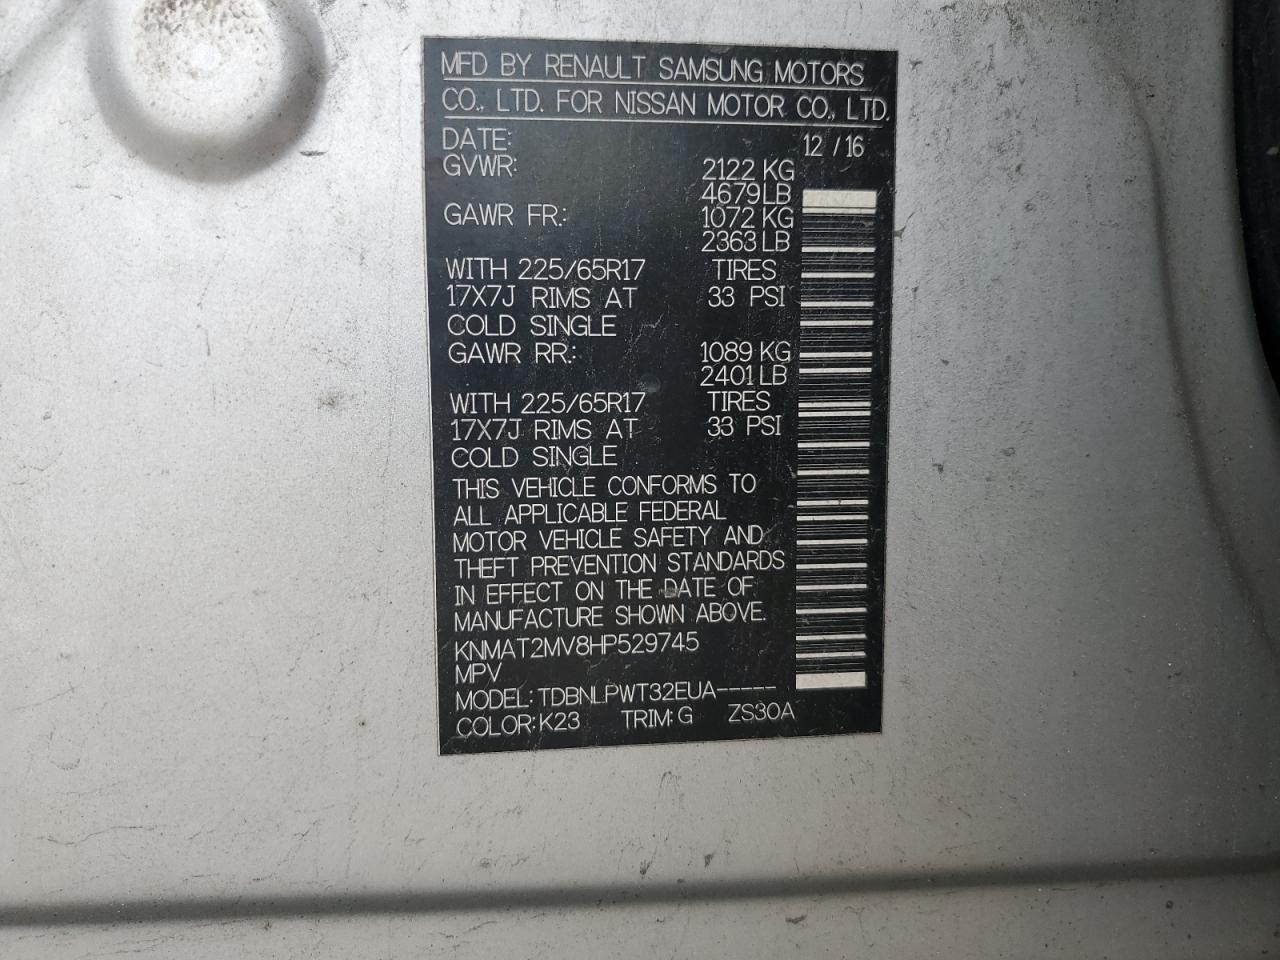 MFD BY RENAULT SAMSUNG MOTORS
CO., LTD. FOR NISSAN MOTOR CO., LTD.
DATE: 12 / 16
GVWR: 2122 KG
4679 LB
GAWR FR.: 1072 KG
2363 LB
WITH 225/65R17 TIRES
17X7J RIMS AT 33 PSI
COLD SINGLE
GAWR RR.: 1089 KG
2401 LB
WITH 225/65R17 TIRES
17X7J RIMS AT 33 PSI
COLD SINGLE
THIS VEHICLE CONFORMS TO
ALL APPLICABLE FEDERAL
MOTOR VEHICLE SAFETY AND
THEFT PREVENTION STANDARDS
IN EFFECT ON THE DATE OF
MANUFACTURE SHOWN ABOVE.
KNMAT2MV8HP529745
MPV
MODEL: TDBNLPWT32EUA-----
COLOR: K23 TRIM: G ZS30A